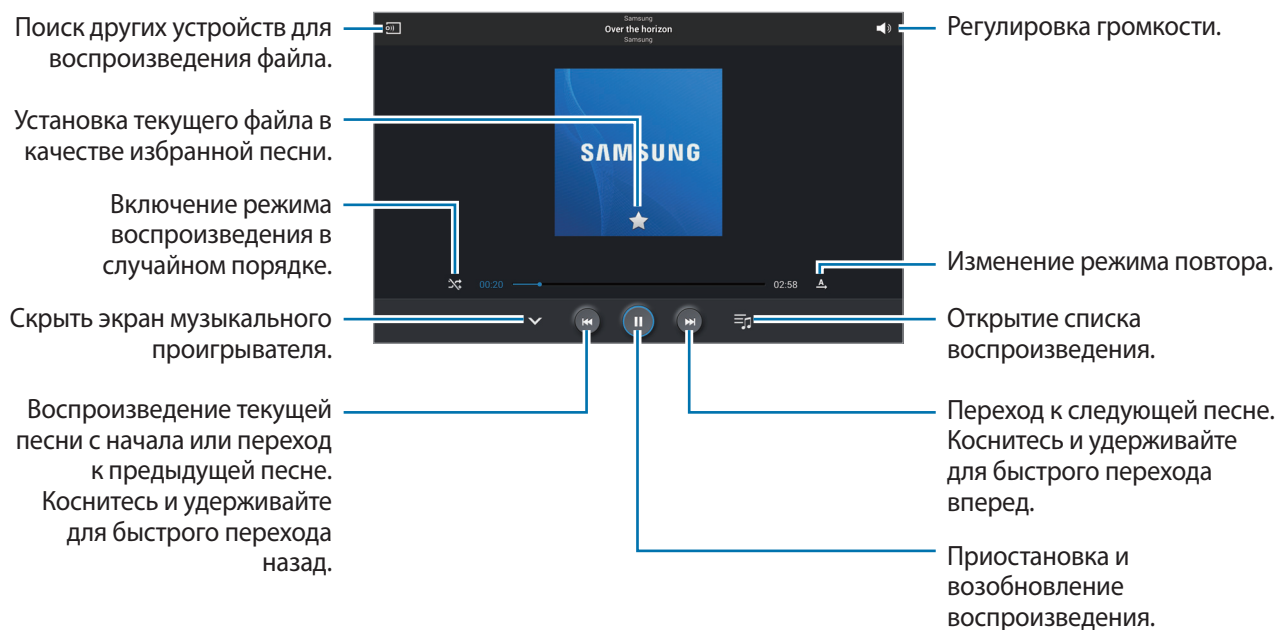 Поиск других устройств для
воспроизведения файла.
Установка текущего файла в
качестве избранной песни.
Включение режима
воспроизведения в
случайном порядке.
Скрыть экран музыкального
проигрывателя.
Воспроизведение текущей
песни с начала или переход
к предыдущей песне.
Коснитесь и удерживайте
для быстрого перехода
назад.
Samsung
Over the horizon
Samsung
SAMSUNG
00:20
02:58
A
Регулировка громкости.
Изменение режима повтора.
Открытие списка
воспроизведения.
Переход к следующей песне.
Коснитесь и удерживайте
для быстрого перехода
вперед.
Приостановка и
возобновление
воспроизведения.